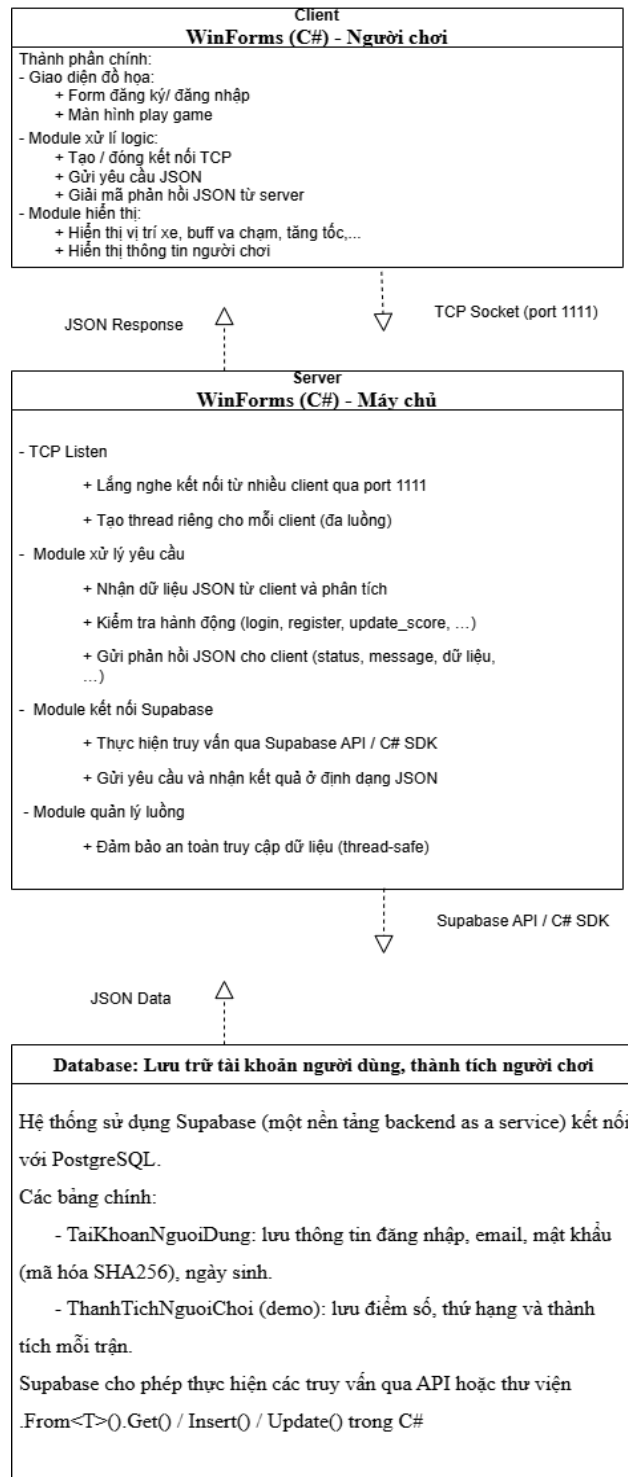 Client
WinForms (C#) - Người chơi
Thành phần chính:
- Giao diện đồ họa:
+ Form đăng ký/ đăng nhập
+ Màn hình play game
- Module xử lí logic:
+ Tạo / đóng kết nối TCP
+ Gửi yêu cầu JSON
+ Giải mã phản hồi JSON từ server
- Module hiển thị:
+ Hiển thị vị trí xe, buff va chạm, tăng tốc,...
+ Hiển thị thông tin người chơi
JSON Response
TCP Socket (port 1111)
Server
WinForms (C#) - Máy chủ
- TCP Listen
+ Lắng nghe kết nối từ nhiều client qua port 1111
+ Tạo thread riêng cho mỗi client (đa luồng)
- Module xử lý yêu cầu
+ Nhận dữ liệu JSON từ client và phân tích
+ Kiểm tra hành động (login, register, update_score, …)
+ Gửi phản hồi JSON cho client (status, message, dữ liệu,
…)
- Module kết nối Supabase
+ Thực hiện truy vấn qua Supabase API / C# SDK
+ Gửi yêu cầu và nhận kết quả ở định dạng JSON
- Module quản lý luồng
+ Đảm bảo an toàn truy cập dữ liệu (thread-safe)
Supabase API / C# SDK
JSON Data
Database: Lưu trữ tài khoản người dùng, thành tích người chơi
Hệ thống sử dụng Supabase (một nền tảng backend as a service) kết nối
với PostgreSQL.
Các bảng chính:
- TaiKhoanNguoiDung: lưu thông tin đăng nhập, email, mật khẩu
(mã hóa SHA256), ngày sinh.
- ThanhTichNguoiChoi (demo): lưu điểm số, thứ hạng và thành
tích mỗi trận.
Supabase cho phép thực hiện các truy vấn qua API hoặc thư viện
.From<T>().Get() / Insert() / Update() trong C#